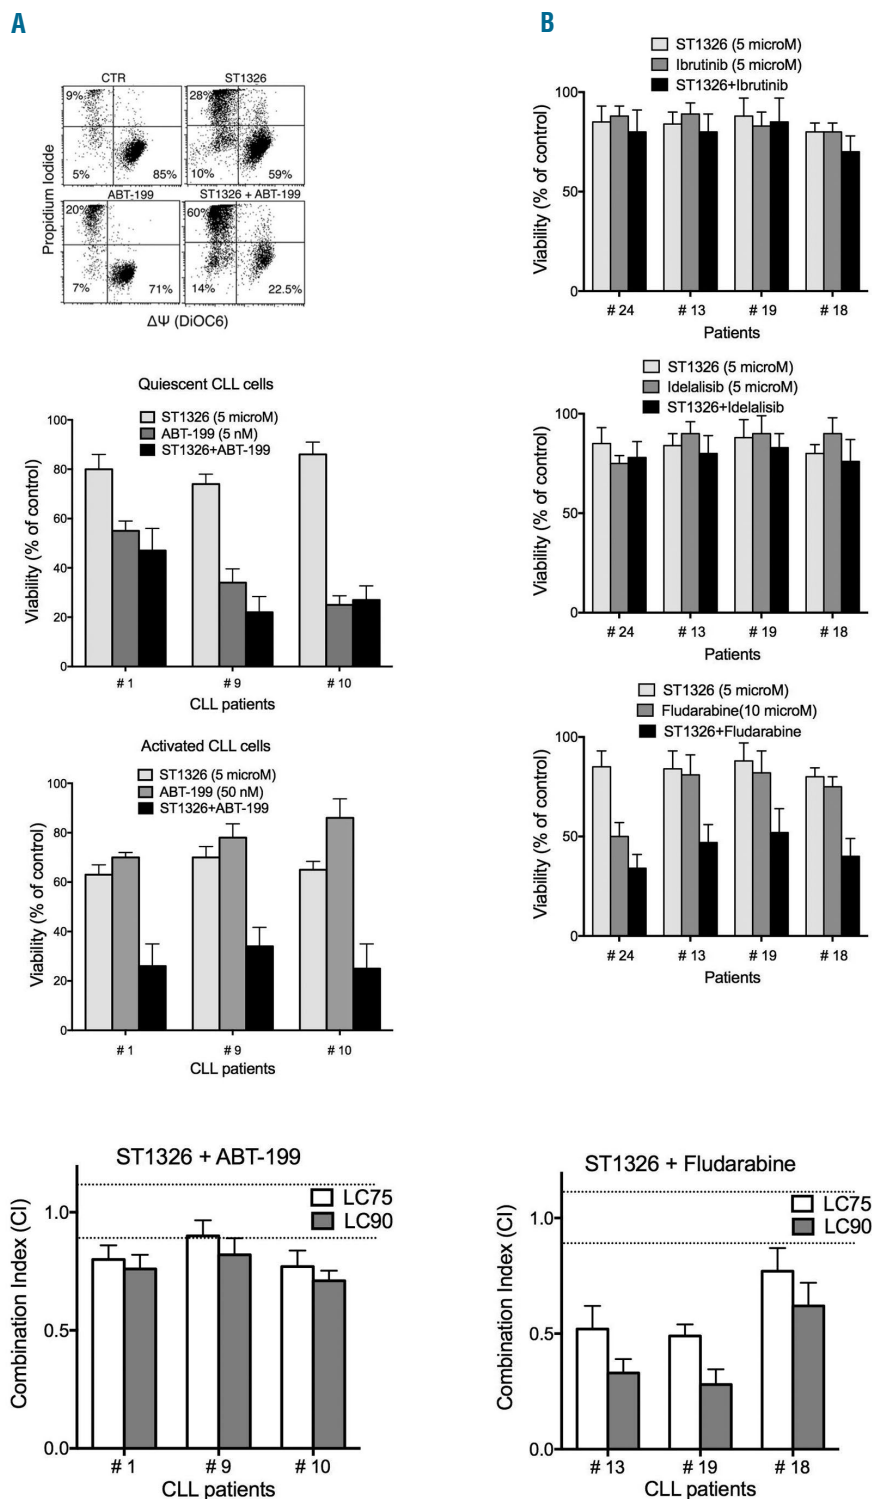 A
CTR
ST1326
9%
5%
85%
28%
10%
59%
ABT-199
ST1326 + ABT-199
20%
7%
71%
60%
14%
22.5%
Propidium Iodide
ΔΨ (DiOC6)
Quiescent CLL cells
ST1326 (5 microM)
ABT-199 (5 nM)
ST1326+ABT-199
Viability (% of control)
100
80
60
40
20
0
# 1
# 9
# 10
CLL patients
Activated CLL cells
ST1326 (5 microM)
ABT-199 (50 nM)
ST1326+ABT-199
Viability (% of control)
100
80
60
40
20
0
# 1
# 9
# 10
CLL patients
ST1326 + ABT-199
LC75
LC90
Combination Index (CI)
1.0
0.5
0.0
# 1
# 9
# 10
CLL patients
B
ST1326 (5 microM)
Ibrutinib (5 microM)
ST1326+Ibrutinib
Viability (% of control)
100
50
0
# 24
# 13
# 19
# 18
Patients
ST1326 (5 microM)
Idelalisib (5 microM)
ST1326+Idelalisib
Viability (% of control)
100
50
0
# 24
# 13
# 19
# 18
Patients
ST1326 (5 microM)
Fludarabine(10 microM)
ST1326+Fludarabine
Viability (% of control)
100
50
0
# 24
# 13
# 19
# 18
Patients
ST1326 + Fludarabine
LC75
LC90
Combination Index (CI)
1.0
0.5
0.0
# 13
# 19
# 18
CLL patients